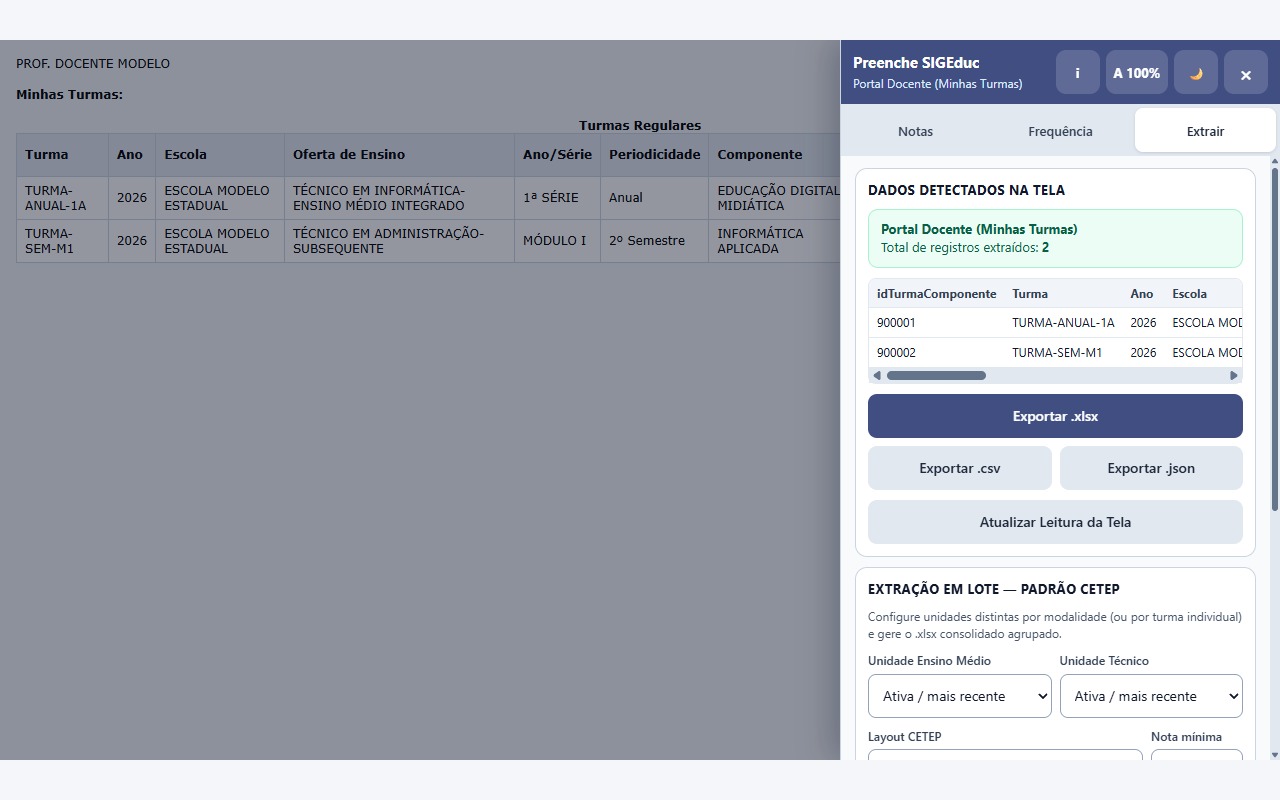 PROF. DOCENTE MODELO
Minhas Turmas:
Turmas Regulares
Turma Ano Escola Oferta de Ensino Ano/Série Periodicidade Componente
TURMA-ANUAL-1A 2026 ESCOLA MODELO ESTADUAL TÉCNICO EM INFORMÁTICA-ENSINO MÉDIO INTEGRADO 1ª SÉRIE Anual EDUCAÇÃO DIGITAL MIDIÁTICA
TURMA-SEM-M1 2026 ESCOLA MODELO ESTADUAL TÉCNICO EM ADMINISTRAÇÃO-SUBSEQUENTE MÓDULO I 2º Semestre INFORMÁTICA APLICADA
Preenche SIGEduc
Portal Docente (Minhas Turmas)
i A 100% ×
Notas Frequência Extrair
DADOS DETECTADOS NA TELA
Portal Docente (Minhas Turmas)
Total de registros extraídos: 2
idTurmaComponente Turma Ano Escola
900001 TURMA-ANUAL-1A 2026 ESCOLA MOD
900002 TURMA-SEM-M1 2026 ESCOLA MOD
Exportar .xlsx
Exportar .csv Exportar .json
Atualizar Leitura da Tela
EXTRAÇÃO EM LOTE — PADRÃO CETEP
Configure unidades distintas por modalidade (ou por turma individual)
e gere o .xlsx consolidado agrupado.
Unidade Ensino Médio Unidade Técnico
Ativa / mais recente Ativa / mais recente
Layout CETEP Nota mínima